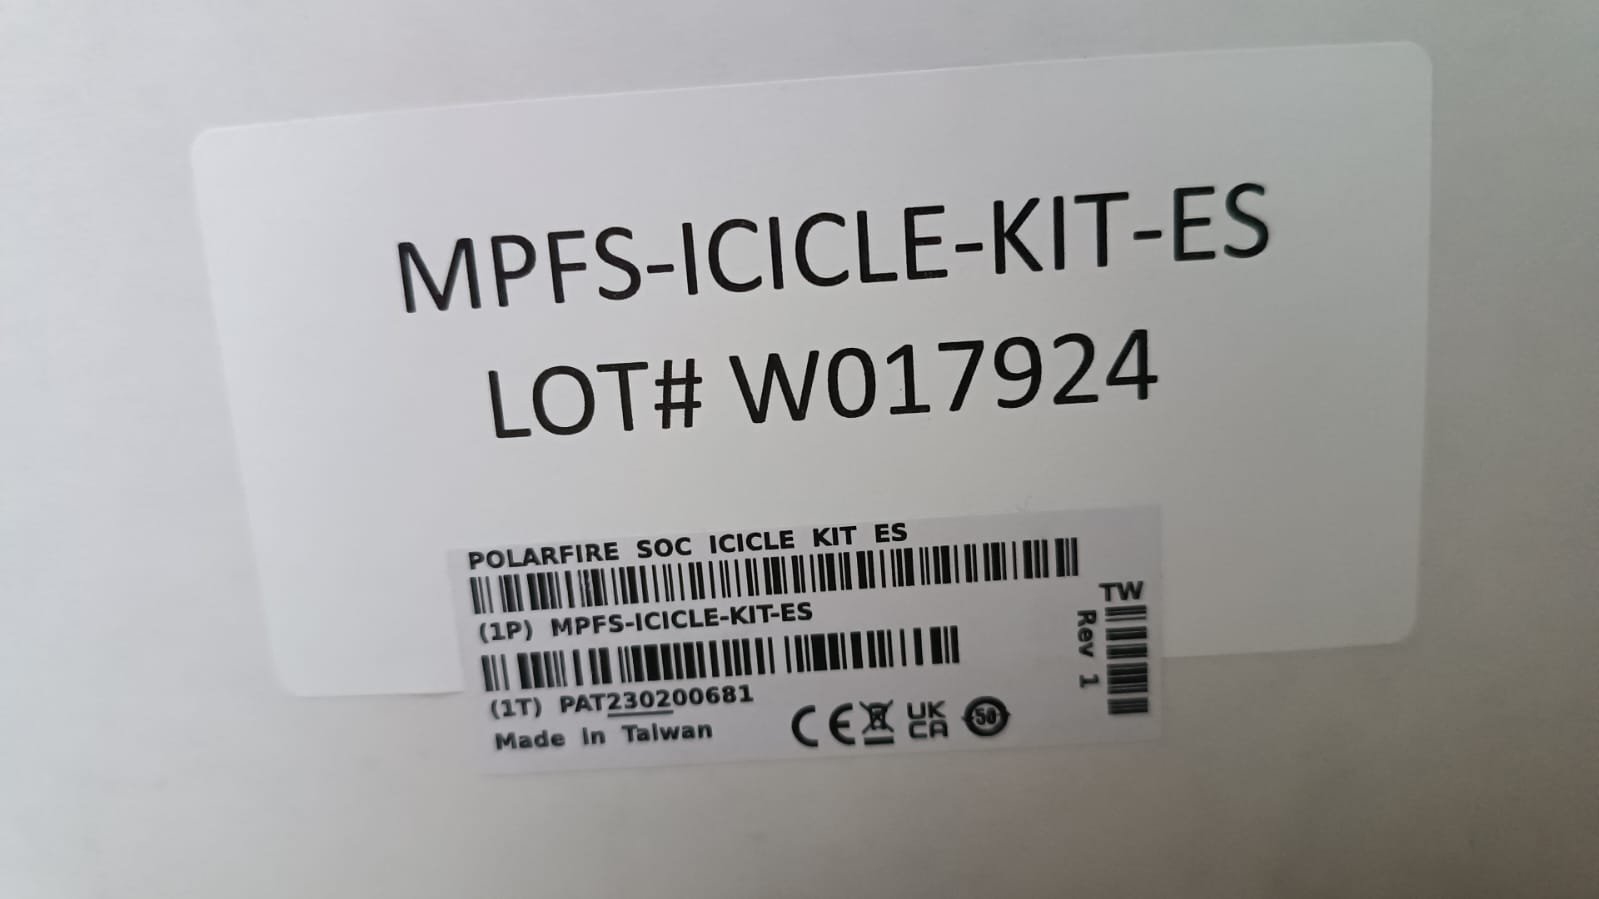 MPFS-ICICLE-KIT-ES
LOT# W017924
POLARFIRE SOC ICICLE KIT ES
(1P) MPFS-ICICLE-KIT-ES
(1T) PAT230200681
Made in Taiwan
CE UK CA 50
TW
Rev 1